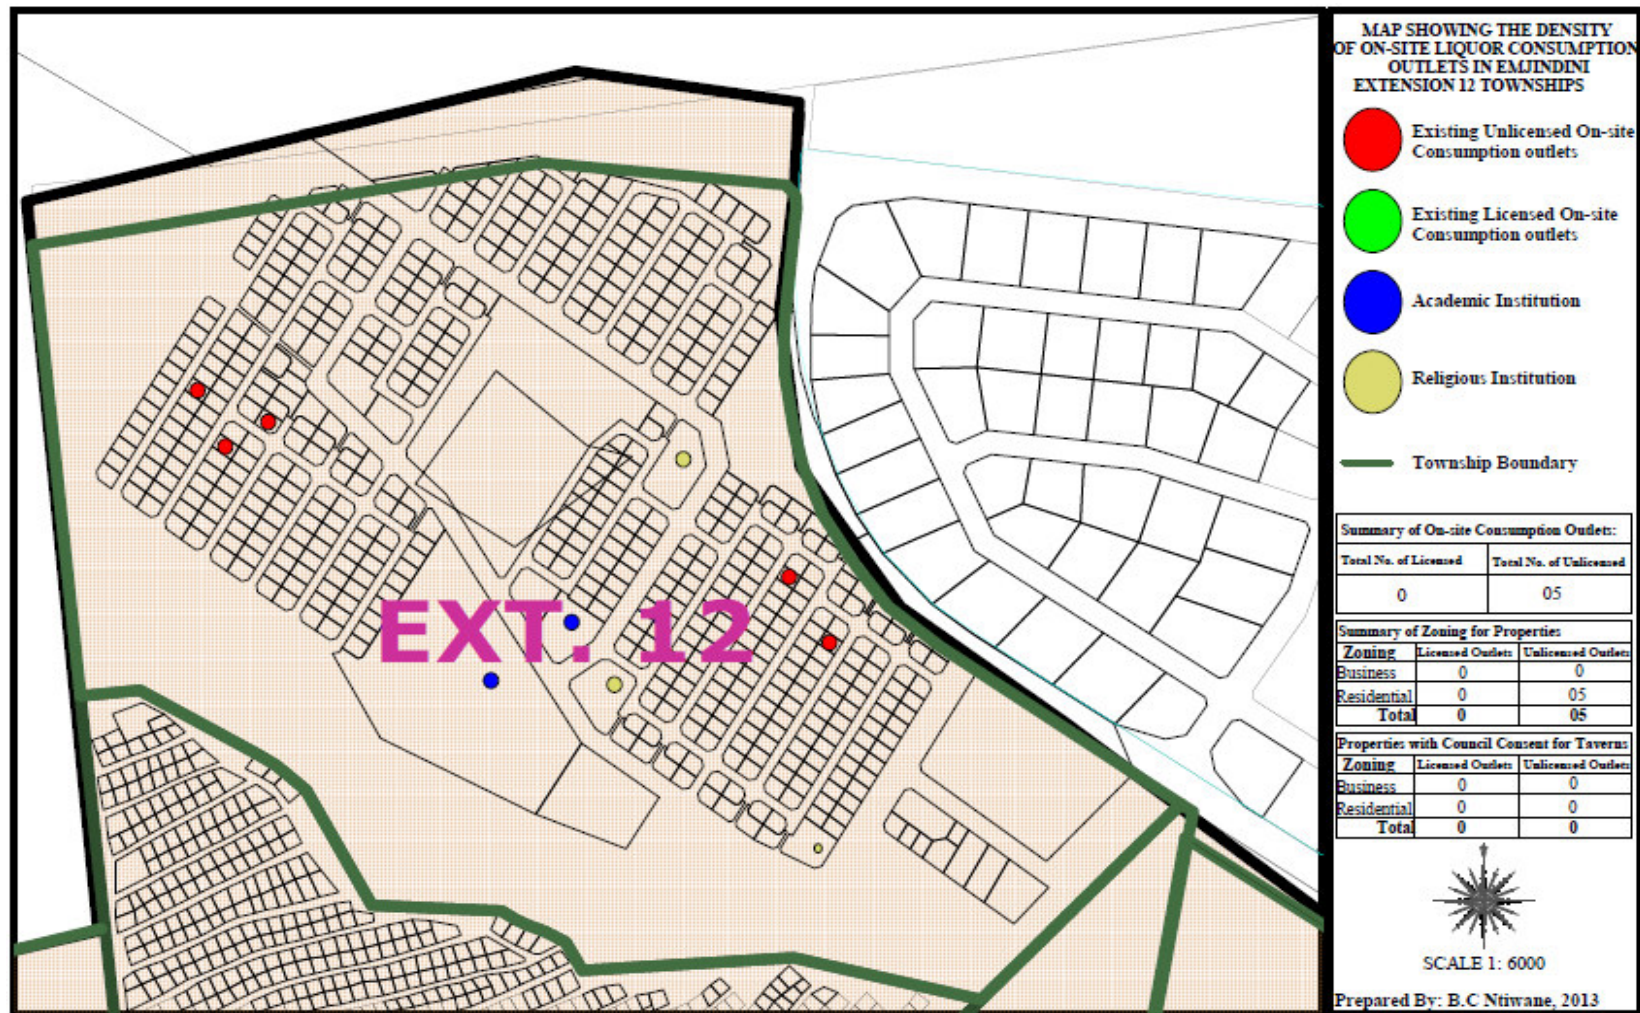 MAP SHOWING THE DENSITY
OF ON-SITE LIQUOR CONSUMPTION
OUTLETS IN EMJINDINI
EXTENSION 12 TOWNSHIPS
Existing Unlicensed On-site
Consumption outlets
Existing Licensed On-site
Consumption outlets
Academic Institution
Religious Institution
Township Boundary
Summary of On-site Consumption Outlets:
Total No. of Licensed Total No. of Unlicensed
0 05
Summary of Zoning for Properties
Zoning Licensed Outlets Unlicensed Outlets
Business 0 0
Residential 0 05
Total 0 05
Properties with Council Consent for Taverns
Zoning Licensed Outlets Unlicensed Outlets
Business 0 0
Residential 0 0
Total 0 0
SCALE 1: 6000
Prepared By: B.C Ntiwane, 2013
EXT. 12